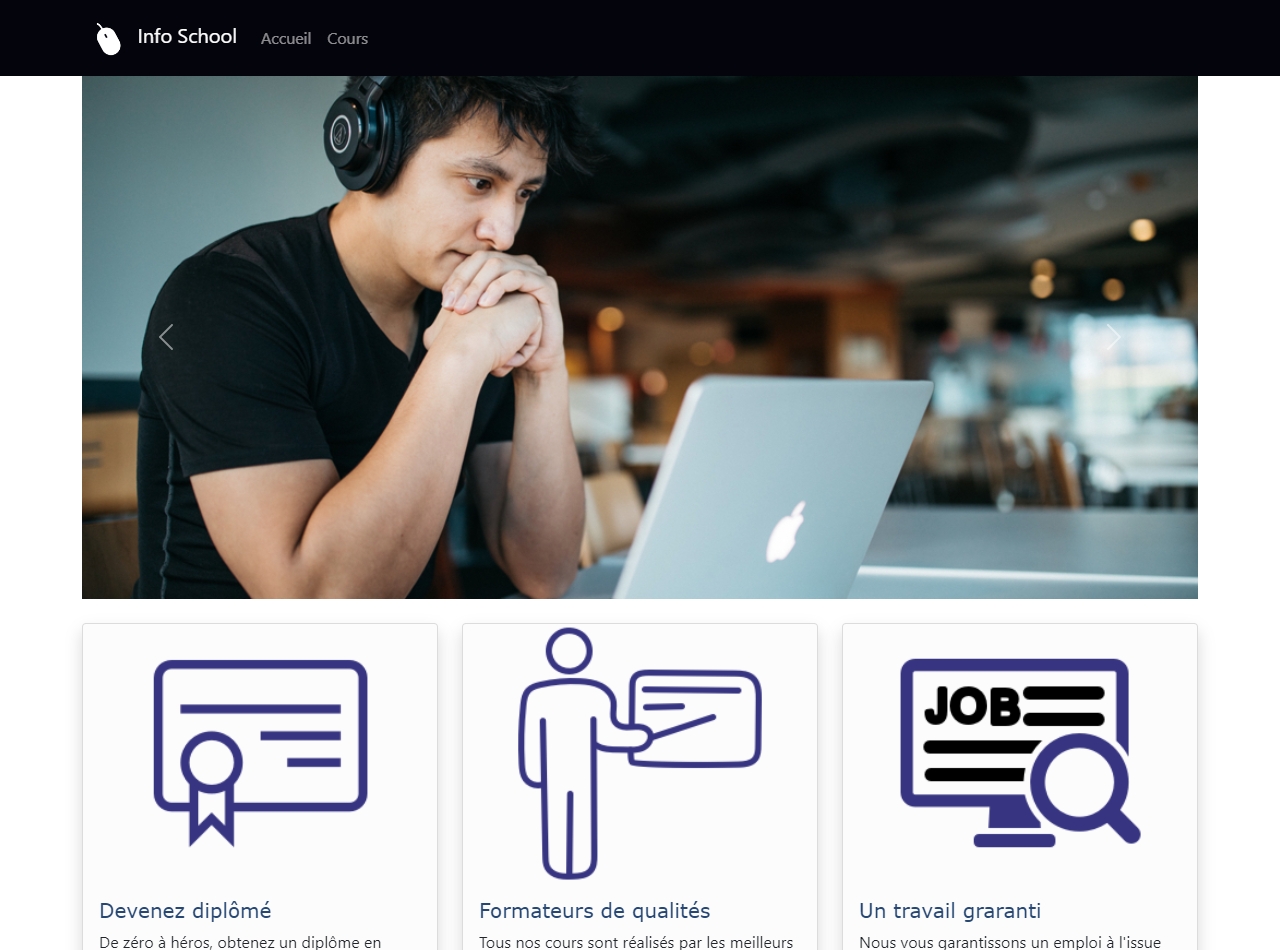 Info School
Accueil Cours
JOB
Devenez diplômé
De zéro à héros, obtenez un diplôme en
Formateurs de qualités
Tous nos cours sont réalisés par les meilleurs
Un travail graranti
Nous vous garantissons un emploi à l'issue